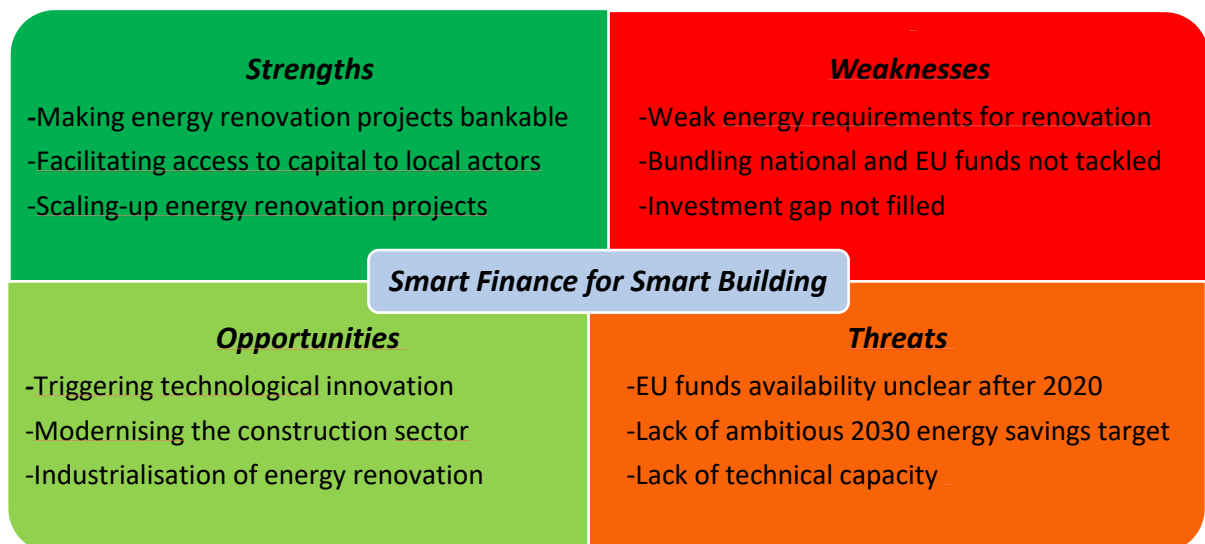 Strengths
-Making energy renovation projects bankable
-Facilitating access to capital to local actors
-Scaling-up energy renovation projects
Weaknesses
-Weak energy requirements for renovation
-Bundling national and EU funds not tackled
-Investment gap not filled
Smart Finance for Smart Building
Opportunities
-Triggering technological innovation
-Modernising the construction sector
-Industrialisation of energy renovation
Threats
-EU funds availability unclear after 2020
-Lack of ambitious 2030 energy savings target
-Lack of technical capacity